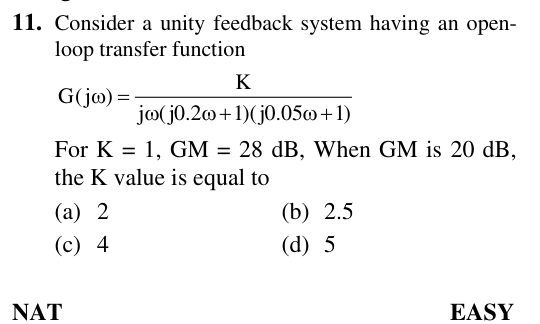 11. Consider a unity feedback system having an open-
loop transfer function
G(jω) = K / jω(j0.2ω+1)(j0.05ω+1)
For K = 1, GM = 28 dB, When GM is 20 dB,
the K value is equal to
(a) 2 (b) 2.5
(c) 4 (d) 5
NAT EASY